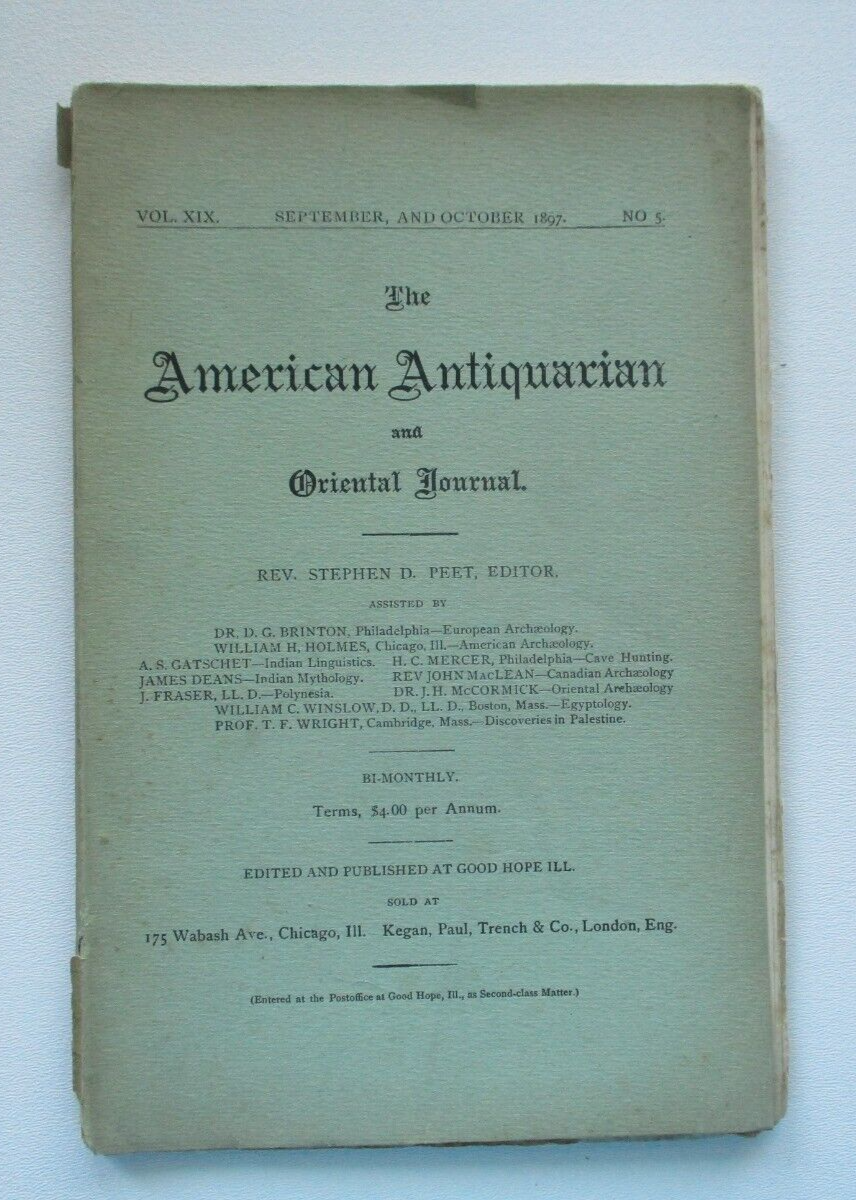 VOL. XIX. SEPTEMBER, AND OCTOBER 1897. NO 5.
The
American Antiquarian
and
Oriental Journal.
REV. STEPHEN D. PEET, EDITOR.
ASSISTED BY
DR. D. G. BRINTON, Philadelphia—European Archæology.
WILLIAM H. HOLMES, Chicago, Ill.—American Archæology.
A. S. GATSCHET—Indian Linguistics. H. C. MERCER, Philadelphia—Cave Hunting.
JAMES DEANS—Indian Mythology. REV JOHN MACLEAN—Canadian Archæology
J. FRASER, LL. D.—Polynesia. DR. J. H. McCORMICK—Oriental Archæology
WILLIAM C. WINSLOW, D. D., LL. D., Boston, Mass.—Egyptology.
PROF. T. F. WRIGHT, Cambridge, Mass.—Discoveries in Palestine.
BI-MONTHLY.
Terms, $4.00 per Annum.
EDITED AND PUBLISHED AT GOOD HOPE ILL.
SOLD AT
175 Wabash Ave., Chicago, Ill. Kegan, Paul, Trench & Co., London, Eng.
(Entered at the Postoffice at Good Hope, Ill., as Second-class Matter.)